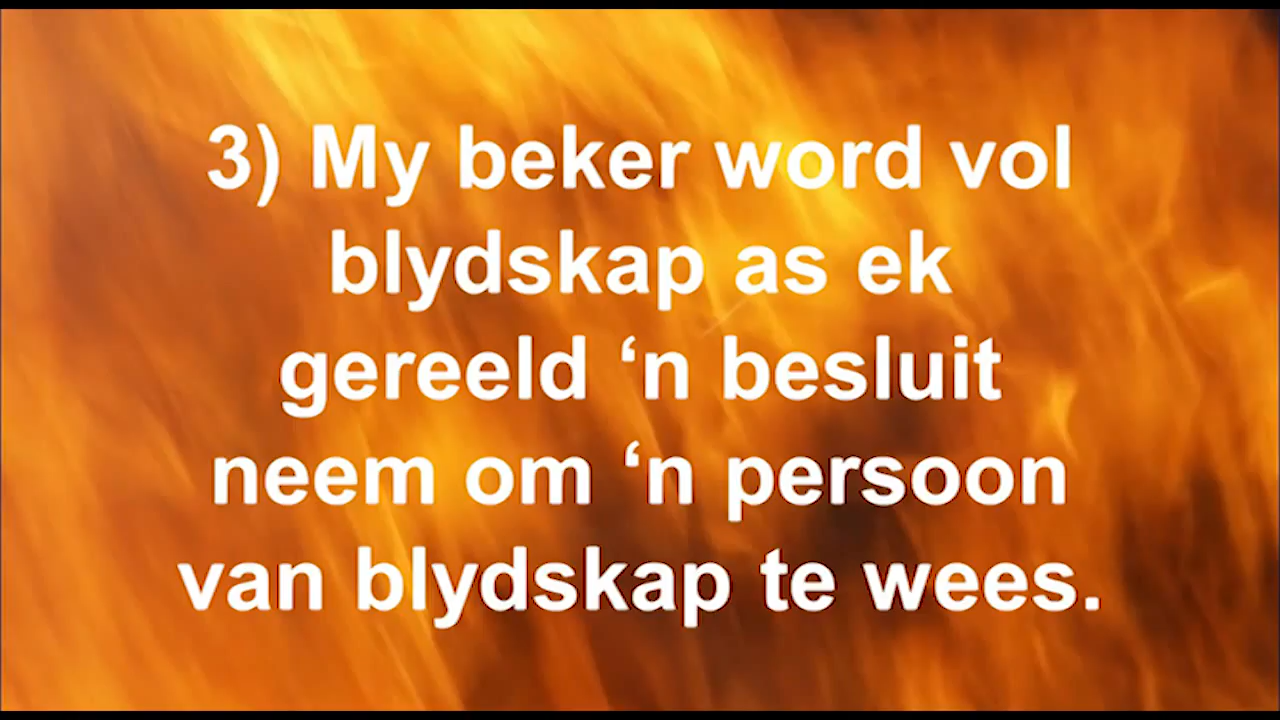 3) My beker word vol
blydskap as ek
gereeld ‘n besluit
neem om ‘n persoon
van blydskap te wees.